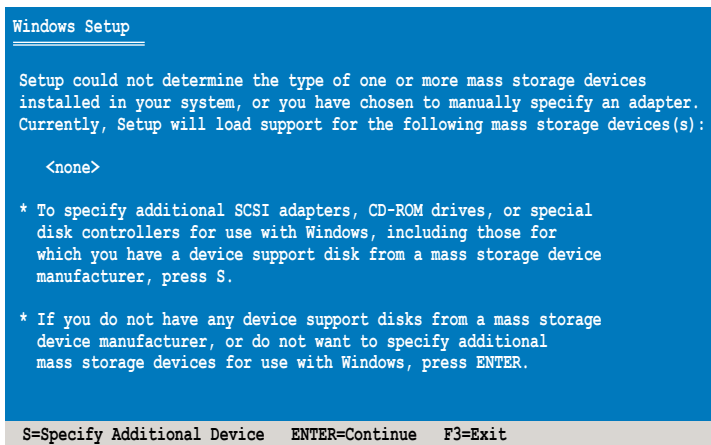 Windows Setup
Setup could not determine the type of one or more mass storage devices
installed in your system, or you have chosen to manually specify an adapter.
Currently, Setup will load support for the following mass storage devices(s):
<none>
* To specify additional SCSI adapters, CD-ROM drives, or special
disk controllers for use with Windows, including those for
which you have a device support disk from a mass storage device
manufacturer, press S.
* If you do not have any device support disks from a mass storage
device manufacturer, or do not want to specify additional
mass storage devices for use with Windows, press ENTER.
S=Specify Additional Device ENTER=Continue F3=Exit